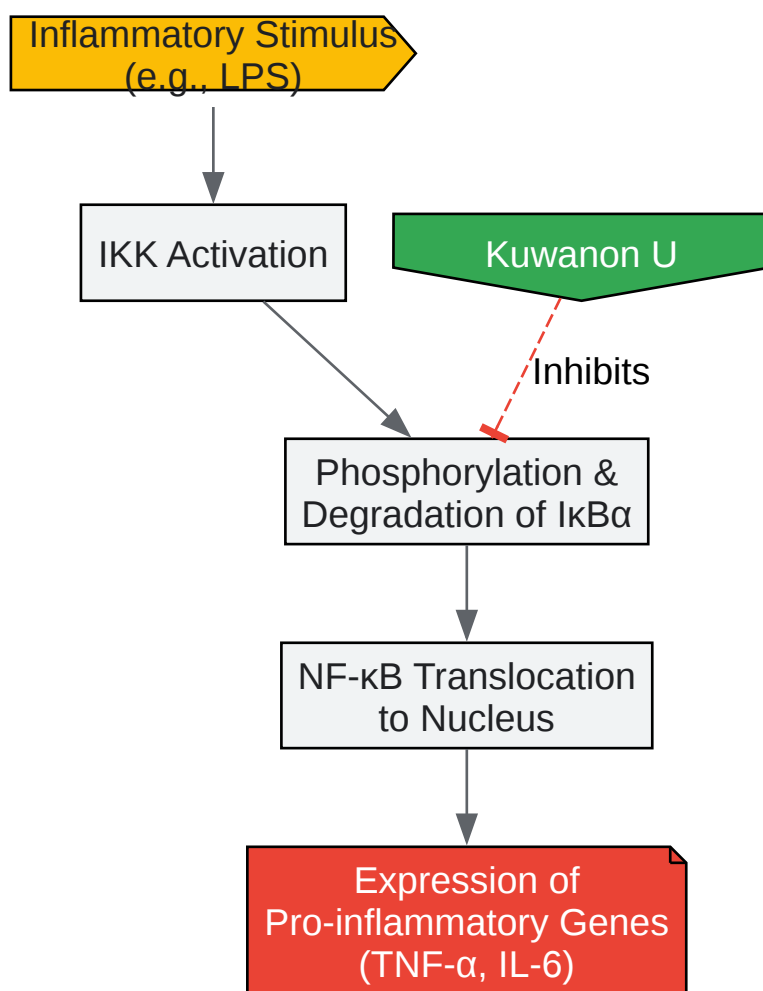 Inflammatory Stimulus
(e.g., LPS)
IKK Activation
Kuwanon U
Inhibits
Phosphorylation &
Degradation of IκBα
NF-κB Translocation
to Nucleus
Expression of
Pro-inflammatory Genes
(TNF-α, IL-6)